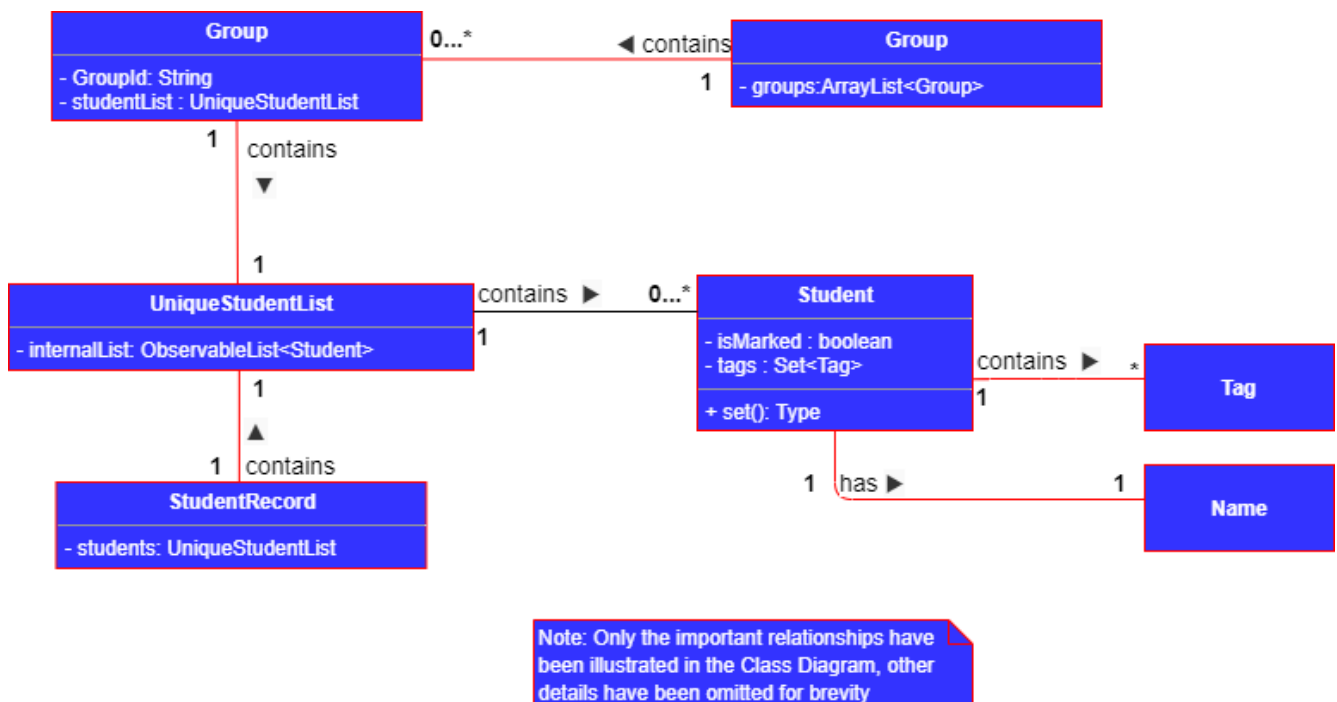 Group
- GroupId: String
- studentList : UniqueStudentList
0...*
◀ contains
1
Group
- groups:ArrayList<Group>
1
contains
▼
1
UniqueStudentList
- internalList: ObservableList<Student>
contains ▶
0...*
1
Student
- isMarked : boolean
- tags : Set<Tag>
+ set(): Type
contains ▶
*
1
Tag
1
▲
1
contains
StudentRecord
- students: UniqueStudentList
1
has ▶
1
Name
Note: Only the important relationships have
been illustrated in the Class Diagram, other
details have been omitted for brevity